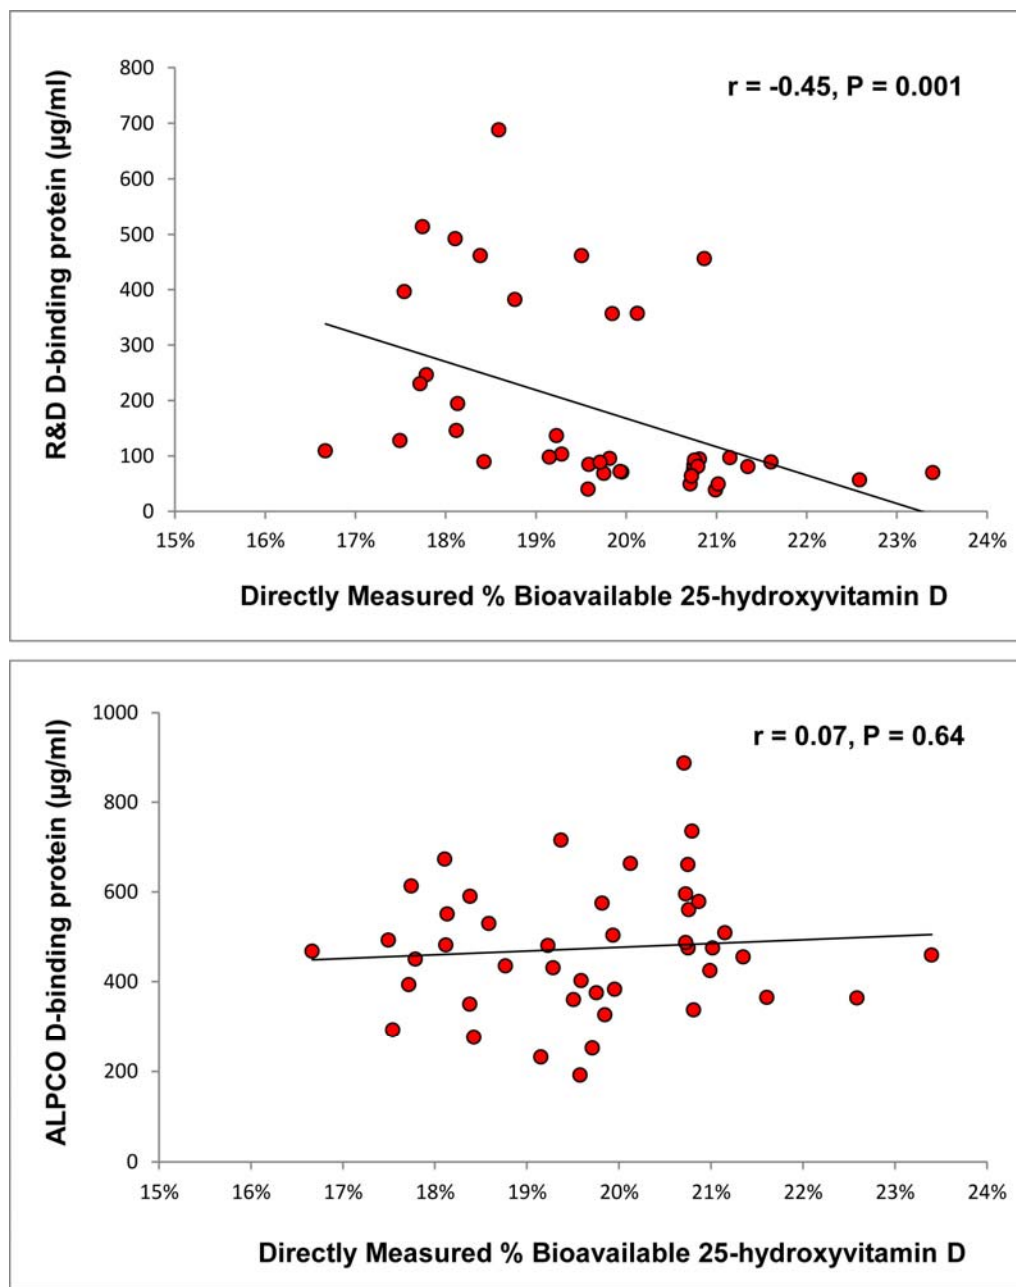 r = -0.45, P = 0.001
R&D D-binding protein (µg/ml)
800
700
600
500
400
300
200
100
0
15% 16% 17% 18% 19% 20% 21% 22% 23% 24%
Directly Measured % Bioavailable 25-hydroxyvitamin D
r = 0.07, P = 0.64
ALPCO D-binding protein (µg/ml)
1000
800
600
400
200
0
15% 16% 17% 18% 19% 20% 21% 22% 23% 24%
Directly Measured % Bioavailable 25-hydroxyvitamin D